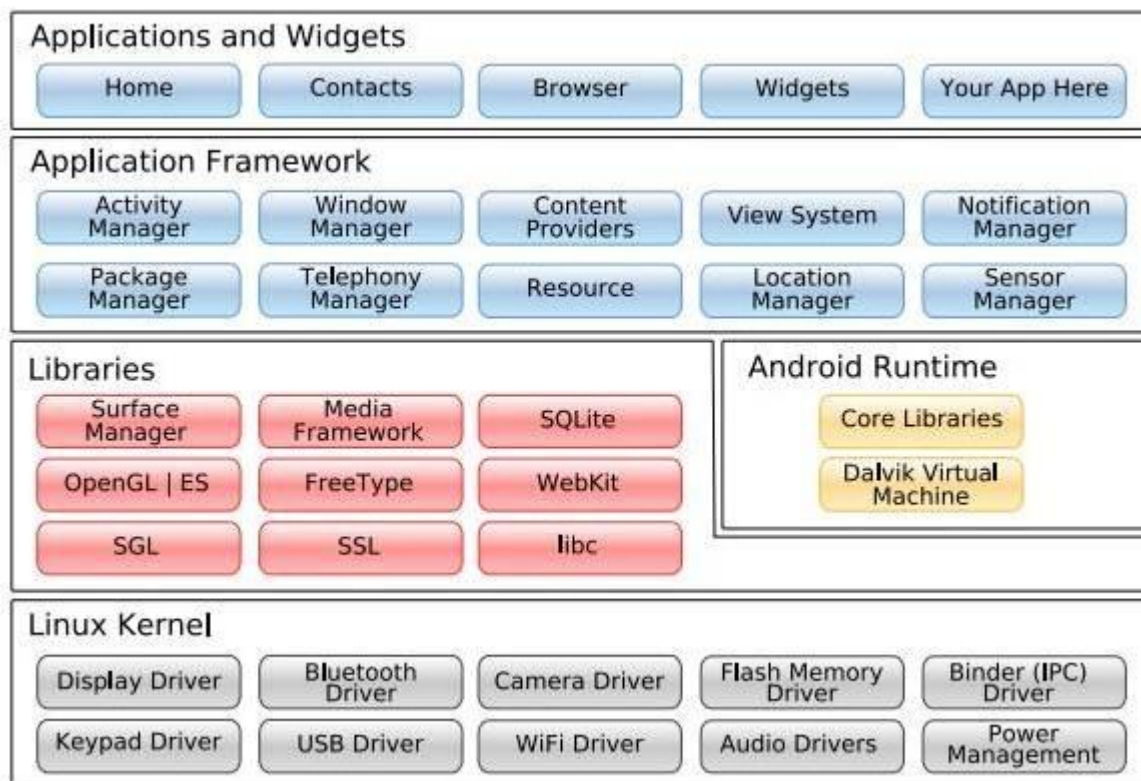 Applications and Widgets
Home
Contacts
Browser
Widgets
Your App Here
Application Framework
Activity
Manager
Window
Manager
Content
Providers
View System
Notification
Manager
Package
Manager
Telephony
Manager
Resource
Location
Manager
Sensor
Manager
Libraries
Surface
Manager
Media
Framework
SQLite
OpenGL | ES
FreeType
WebKit
SGL
SSL
libc
Android Runtime
Core Libraries
Dalvik Virtual
Machine
Linux Kernel
Display Driver
Bluetooth
Driver
Camera Driver
Flash Memory
Driver
Binder (IPC)
Driver
Keypad Driver
USB Driver
WiFi Driver
Audio Drivers
Power
Management